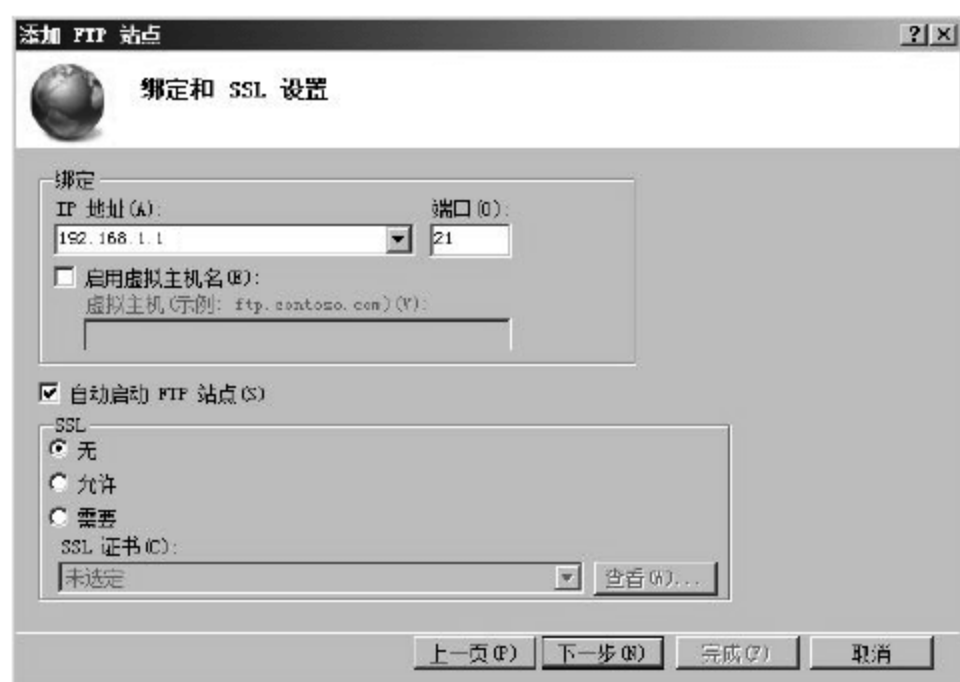 添加 FTP 站点
绑定和 SSL 设置
绑定
IP 地址(A):
端口(O):
192.168.1.1
21
启用虚拟主机名(E):
虚拟主机(示例: ftp.contoso.com)(V):
自动启动 FTP 站点(S)
SSL
无
允许
需要
SSL 证书(C):
未选定
查看(W)...
上一页(P)
下一步(N)
完成(F)
取消